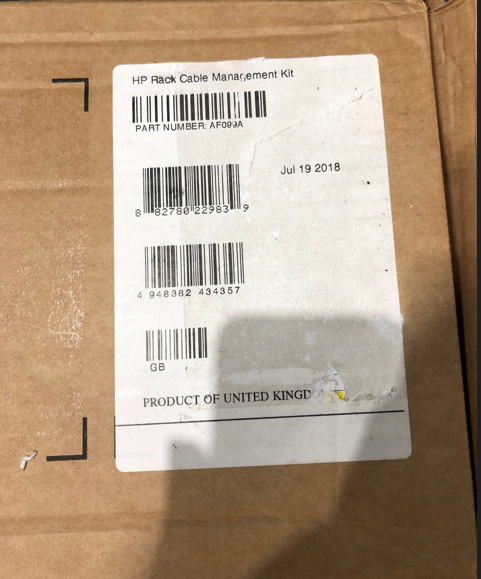 HP Rack Cable Management Kit
PART NUMBER: AF099A
Jul 19 2018
8 82780 22983 9
4 948382 434357
GB
PRODUCT OF UNITED KINGDO